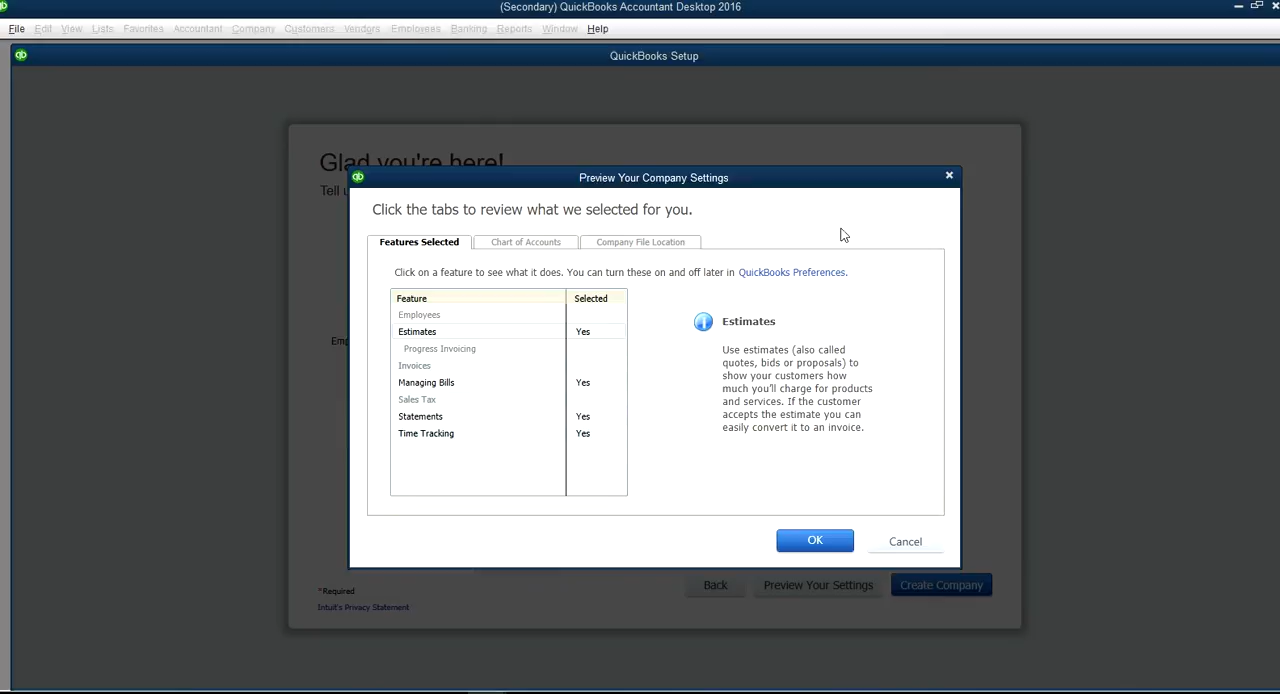 (Secondary) QuickBooks Accountant Desktop 2016
File Edit View Lists Favorites Accountant Company Customers Vendors Employees Banking Reports Window Help
qb QuickBooks Setup
Glad you're here!
Tell
qb Preview Your Company Settings
Click the tabs to review what we selected for you.
Features Selected Chart of Accounts Company File Location
Click on a feature to see what it does. You can turn these on and off later in QuickBooks Preferences.
Feature Selected
Employees
Estimates Yes
Progress Invoicing
Invoices
Managing Bills Yes
Sales Tax
Statements Yes
Time Tracking Yes
Estimates
Use estimates (also called
quotes, bids or proposals) to
show your customers how
much you'll charge for products
and services. If the customer
accepts the estimate you can
easily convert it to an invoice.
OK Cancel
Back Preview Your Settings Create Company
*Required
Intuit's Privacy Statement